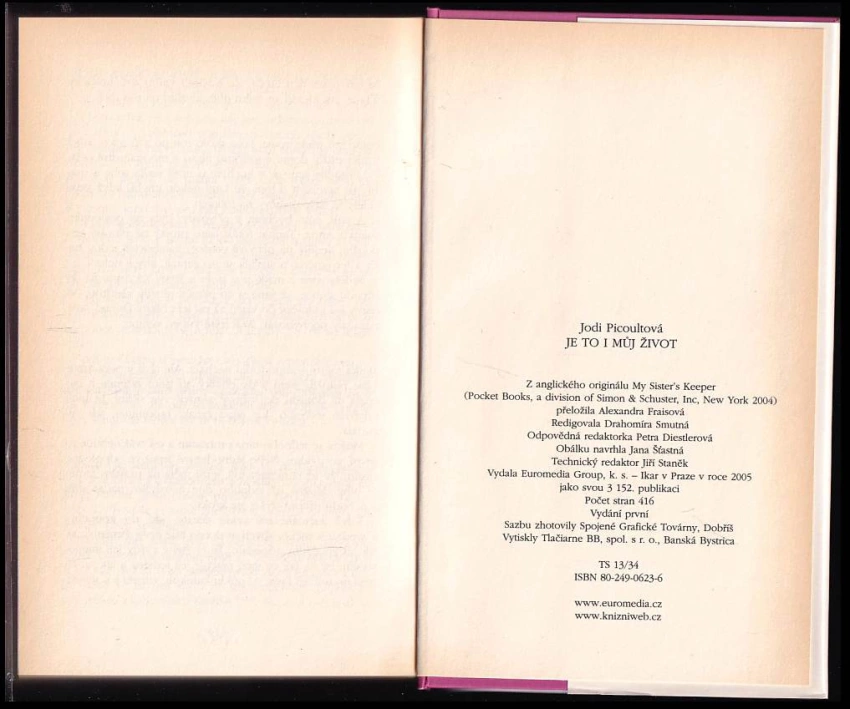 Jodi Picoultová
JE TO I MŮJ ŽIVOT
Z anglického originálu My Sister's Keeper
(Pocket Books, a division of Simon & Schuster, Inc, New York 2004)
přeložila Alexandra Fraisová
Redigovala Drahomíra Smutná
Odpovědná redaktorka Petra Diestlerová
Obálku navrhla Jana Šťastná
Technický redaktor Jiří Staněk
Vydala Euromedia Group, k. s. – Ikar v Praze v roce 2005
jako svou 3 152. publikaci
Počet stran 416
Vydání první
Sazbu zhotovily Spojené Grafické Továrny, Dobříš
Vytiskly Tlačiarne BB, spol. s r. o., Banská Bystrica
TS 13/34
ISBN 80-249-0623-6
www.euromedia.cz
www.knizniweb.cz